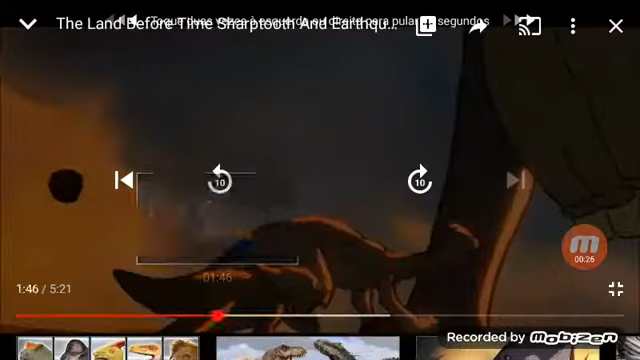 The Land Before Time Sharptooth And Earthqu...
Toque duas vezes à esquerda ou direita para pular 10 segundos
10
10
01:46
00:26
1:46 / 5:21
Recorded by mobizen